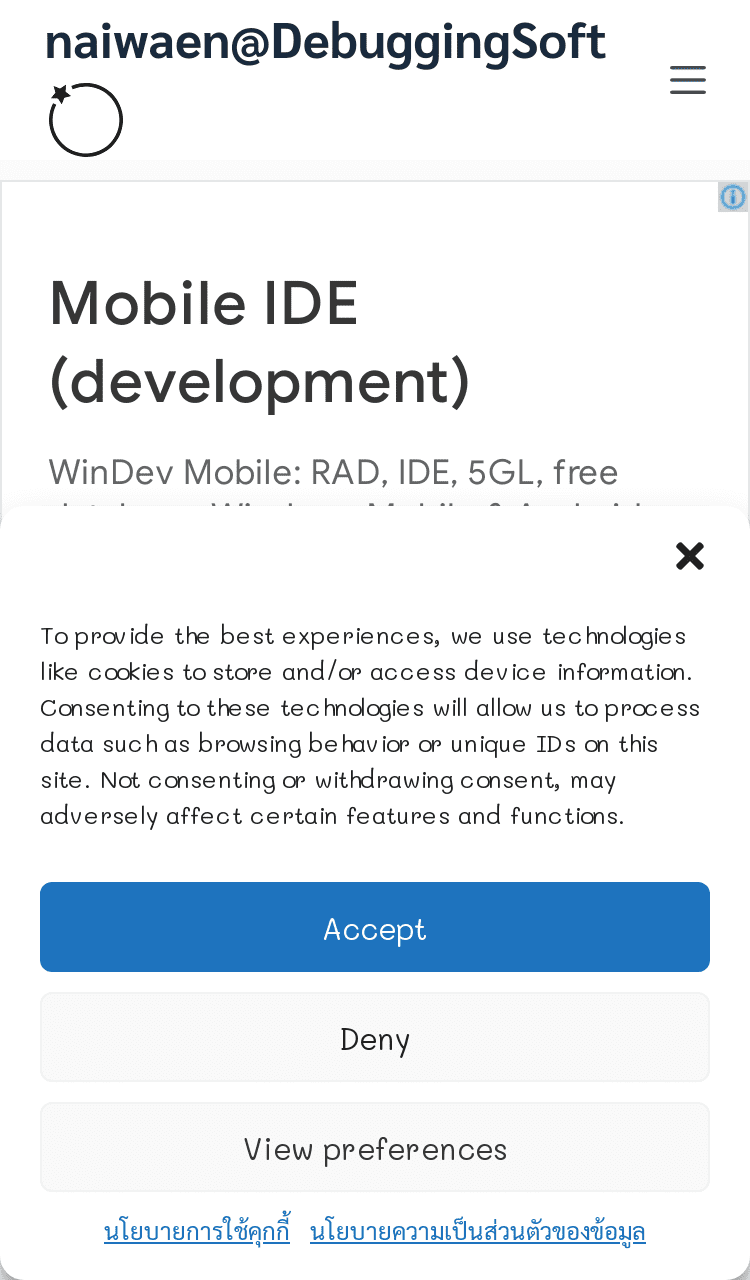 naiwaen@DebuggingSoft
Mobile IDE
(development)
WinDev Mobile: RAD, IDE, 5GL, free
To provide the best experiences, we use technologies
like cookies to store and/or access device information.
Consenting to these technologies will allow us to process
data such as browsing behavior or unique IDs on this
site. Not consenting or withdrawing consent, may
adversely affect certain features and functions.
Accept
Deny
View preferences
นโยบายการใช้คุกกี้ นโยบายความเป็นส่วนตัวของข้อมูล